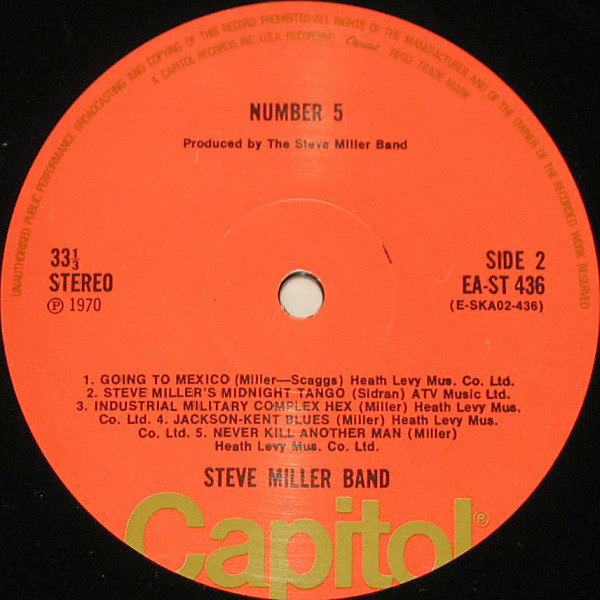 UNAUTHORISED PUBLIC PERFORMANCE BROADCASTING AND COPYING OF THIS RECORD PROHIBITED ALL RIGHTS OF THE MANUFACTURER AND OF THE OWNER OF THE RECORDED WORK RESERVED
A CAPITOL RECORDS, INC., U.S.A. RECORDING Capitol REGD TRADE MARK
NUMBER 5
Produced by The Steve Miller Band
33⅓
STEREO
℗ 1970
SIDE 2
EA-ST 436
(E-SKA02-436)
1. GOING TO MEXICO (Miller—Scaggs) Heath Levy Mus. Co. Ltd.
2. STEVE MILLER'S MIDNIGHT TANGO (Sidran) ATV Music Ltd.
3. INDUSTRIAL MILITARY COMPLEX HEX (Miller) Heath Levy Mus.
Co. Ltd. 4. JACKSON-KENT BLUES (Miller) Heath Levy Mus.
Co. Ltd. 5. NEVER KILL ANOTHER MAN (Miller)
Heath Levy Mus. Co. Ltd.
STEVE MILLER BAND
Capitol®